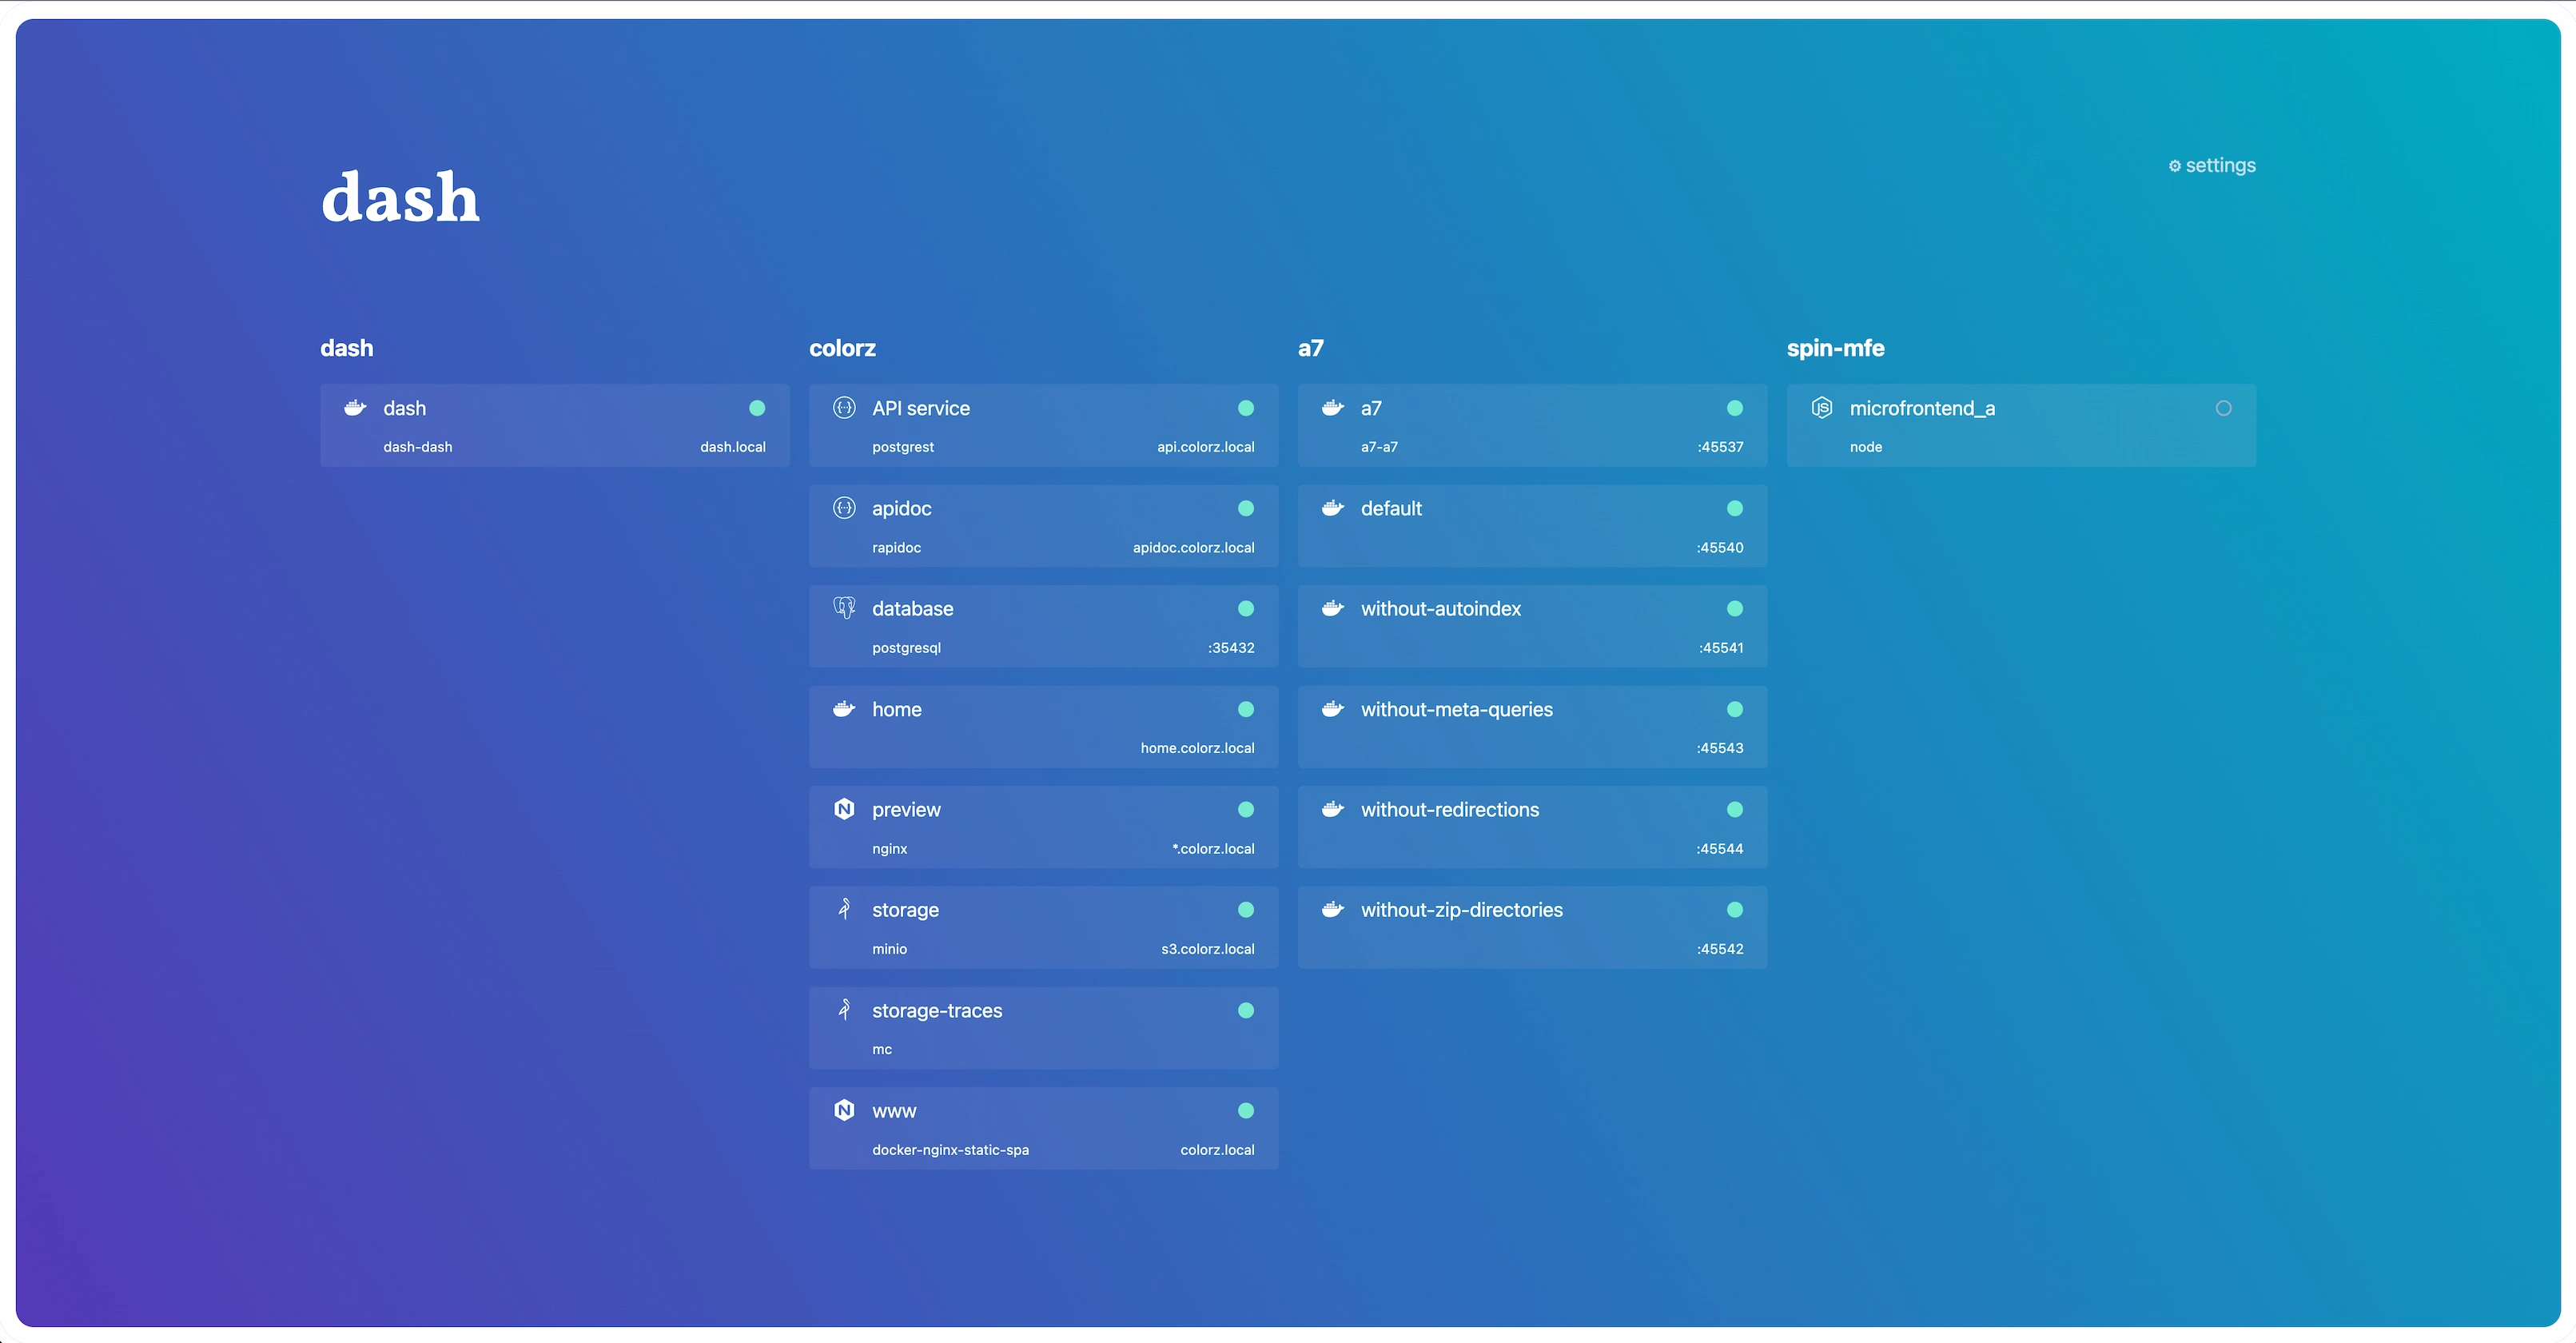 dash
⚙ settings
dash
dash
dash-dash
dash.local
colorz
API service
postgrest
api.colorz.local
apidoc
rapidoc
apidoc.colorz.local
database
postgresql
:35432
home
home.colorz.local
preview
nginx
*.colorz.local
storage
minio
s3.colorz.local
storage-traces
mc
www
docker-nginx-static-spa
colorz.local
a7
a7
a7-a7
:45537
default
:45540
without-autoindex
:45541
without-meta-queries
:45543
without-redirections
:45544
without-zip-directories
:45542
spin-mfe
microfrontend_a
node